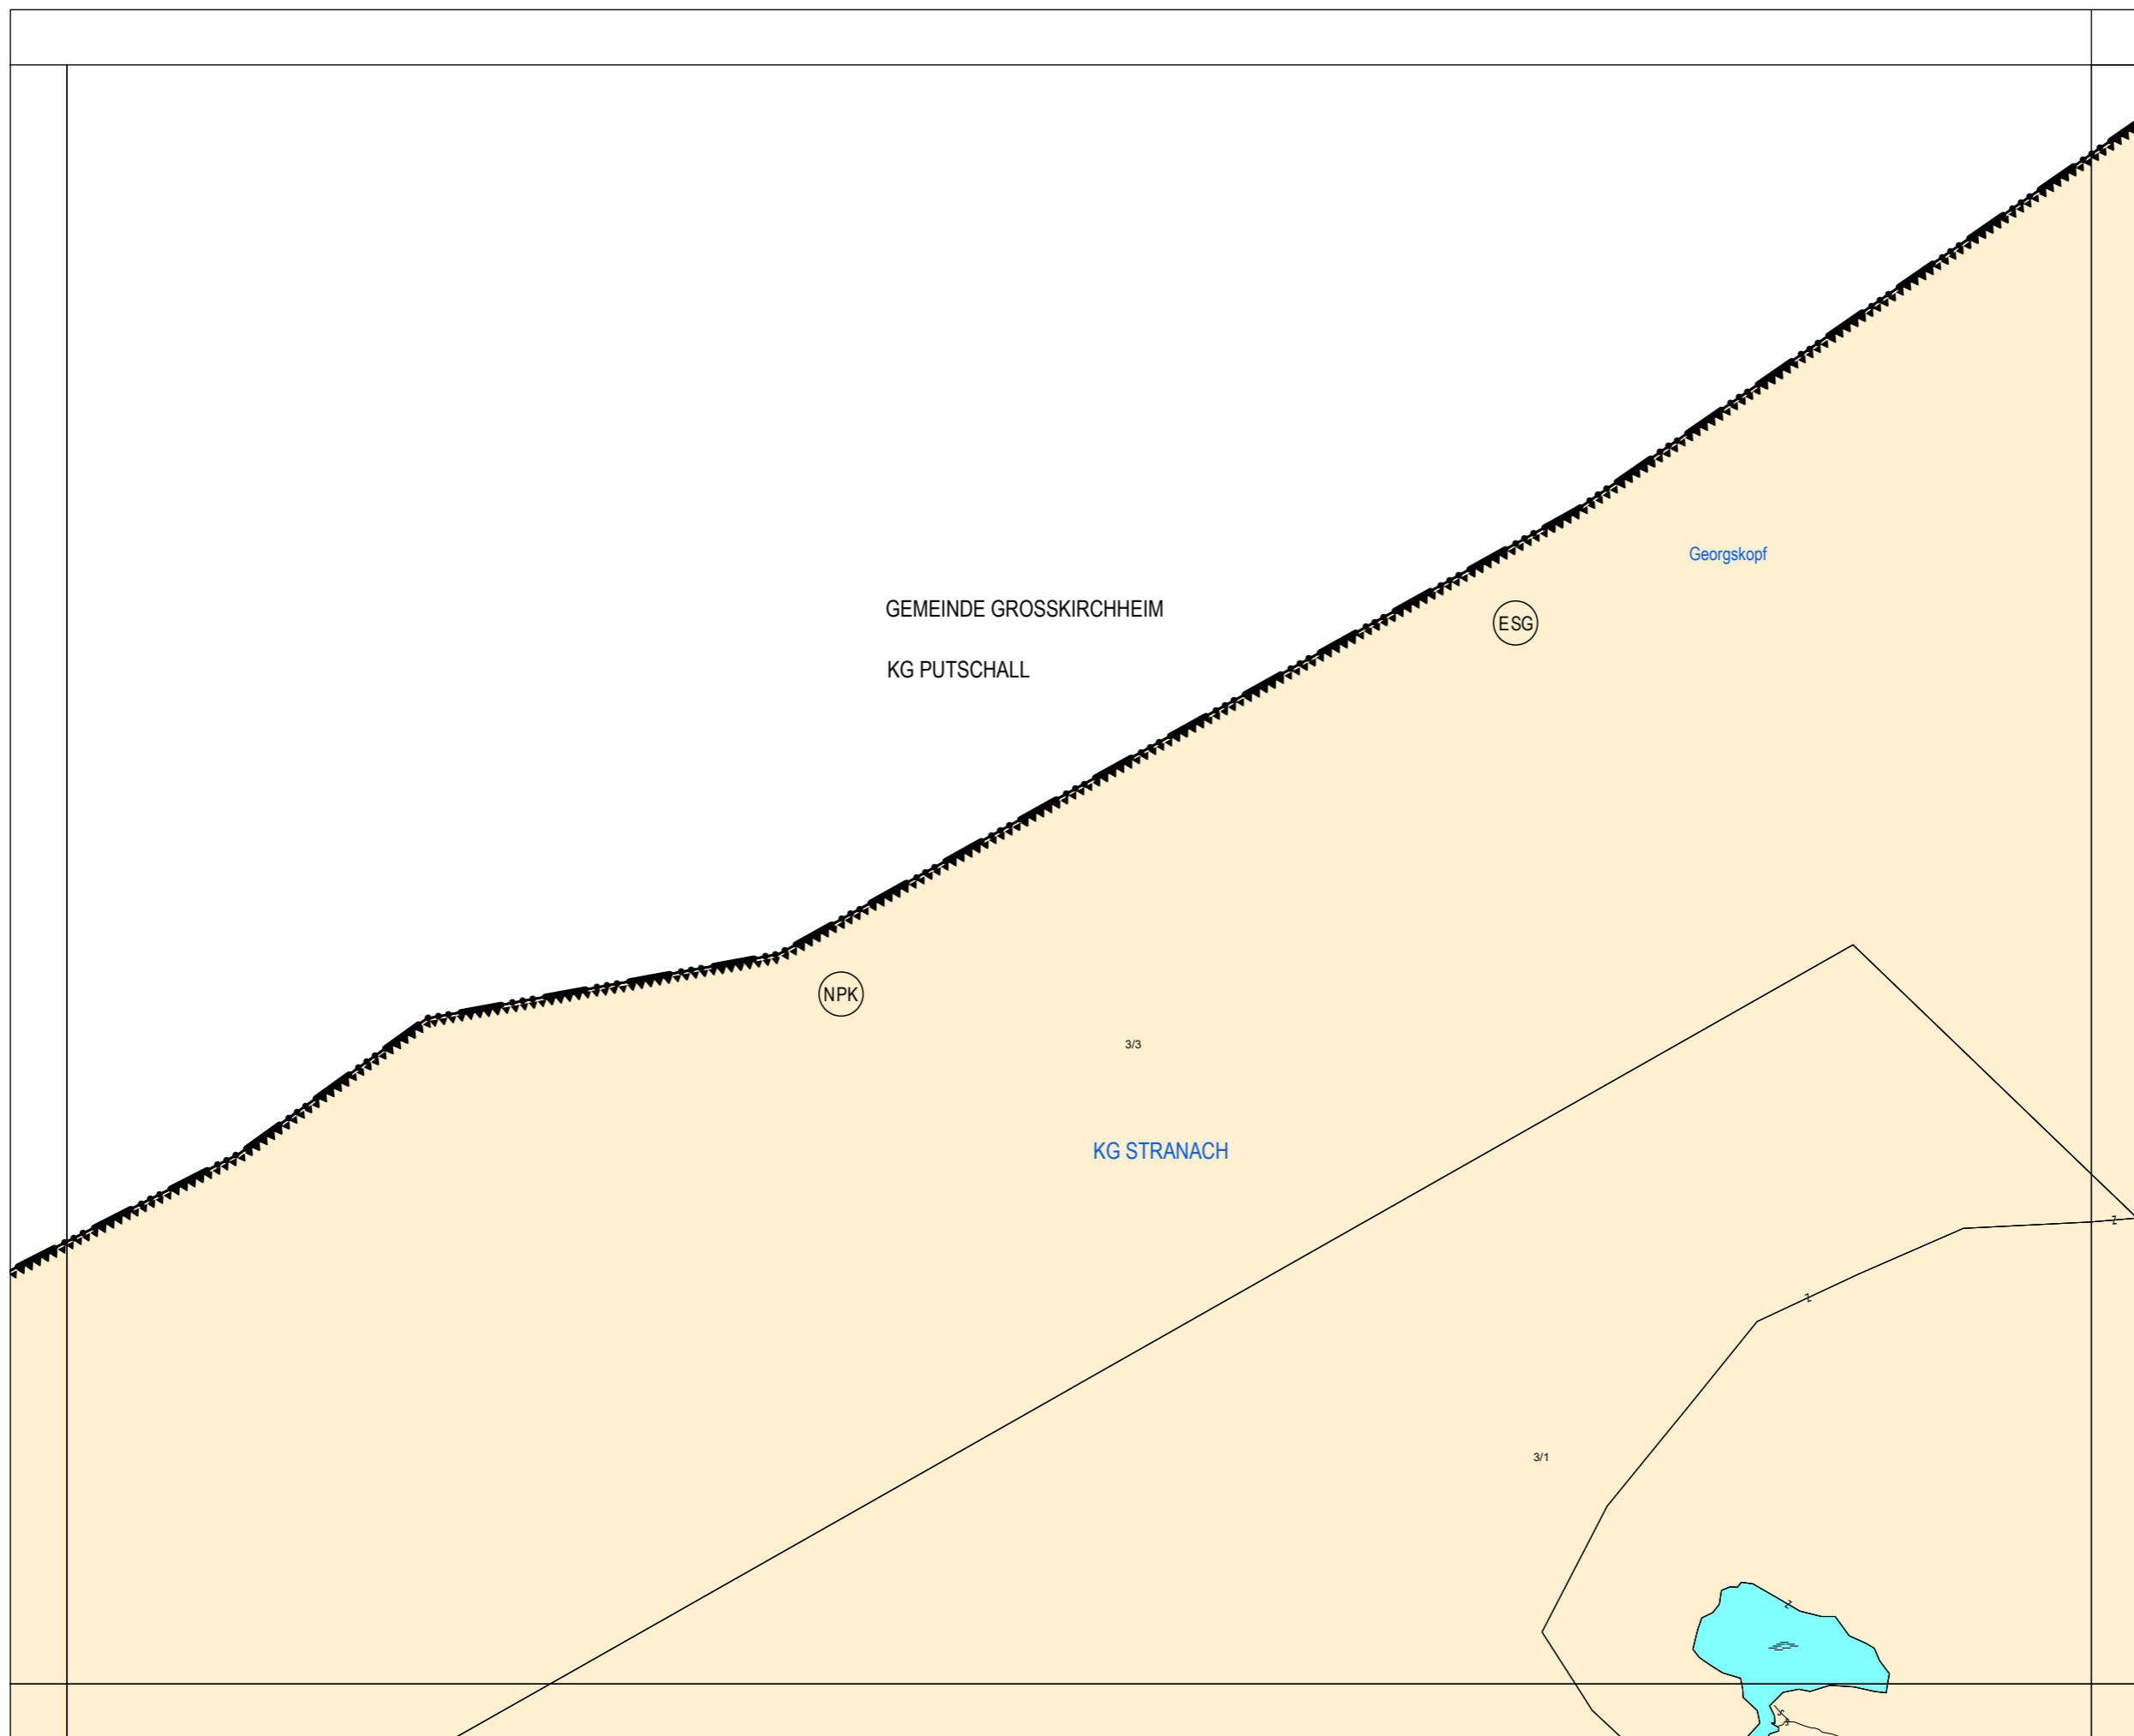 Georgskopf
GEMEINDE GROSSKIRCHHEIM
ESG
KG PUTSCHALL
NPK
3/3
KG STRANACH
3/1